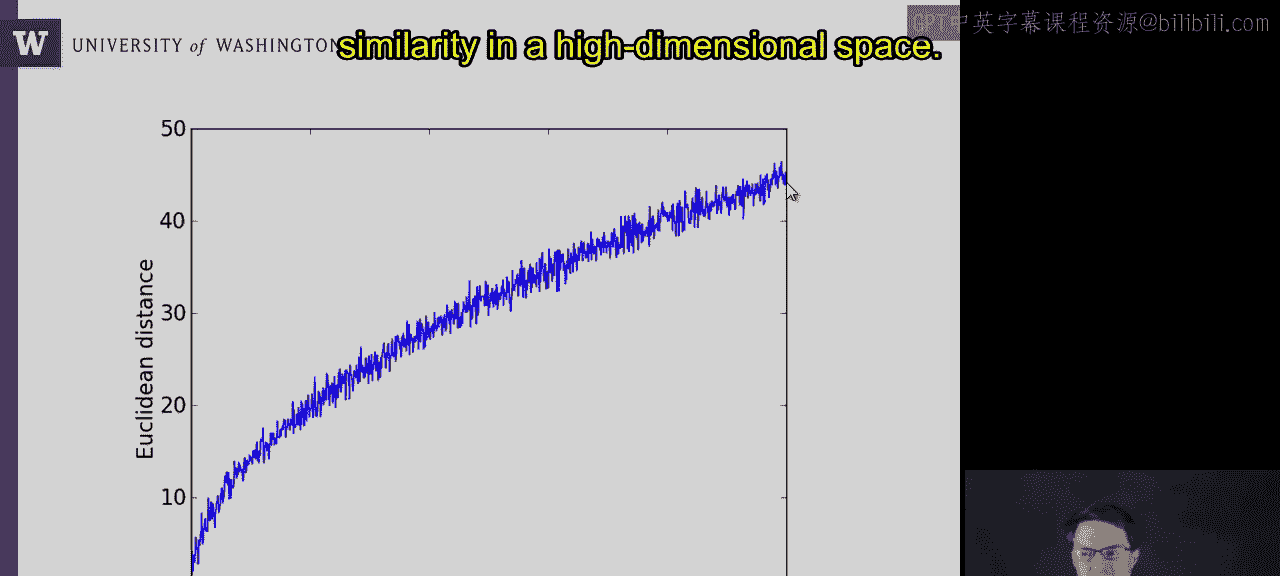 W UNIVERSITY of WASHINGTON
similarity in a high-dimensional space.
中英字幕课程资源@bilibili.com
50
40
30
20
10
Euclidean distance